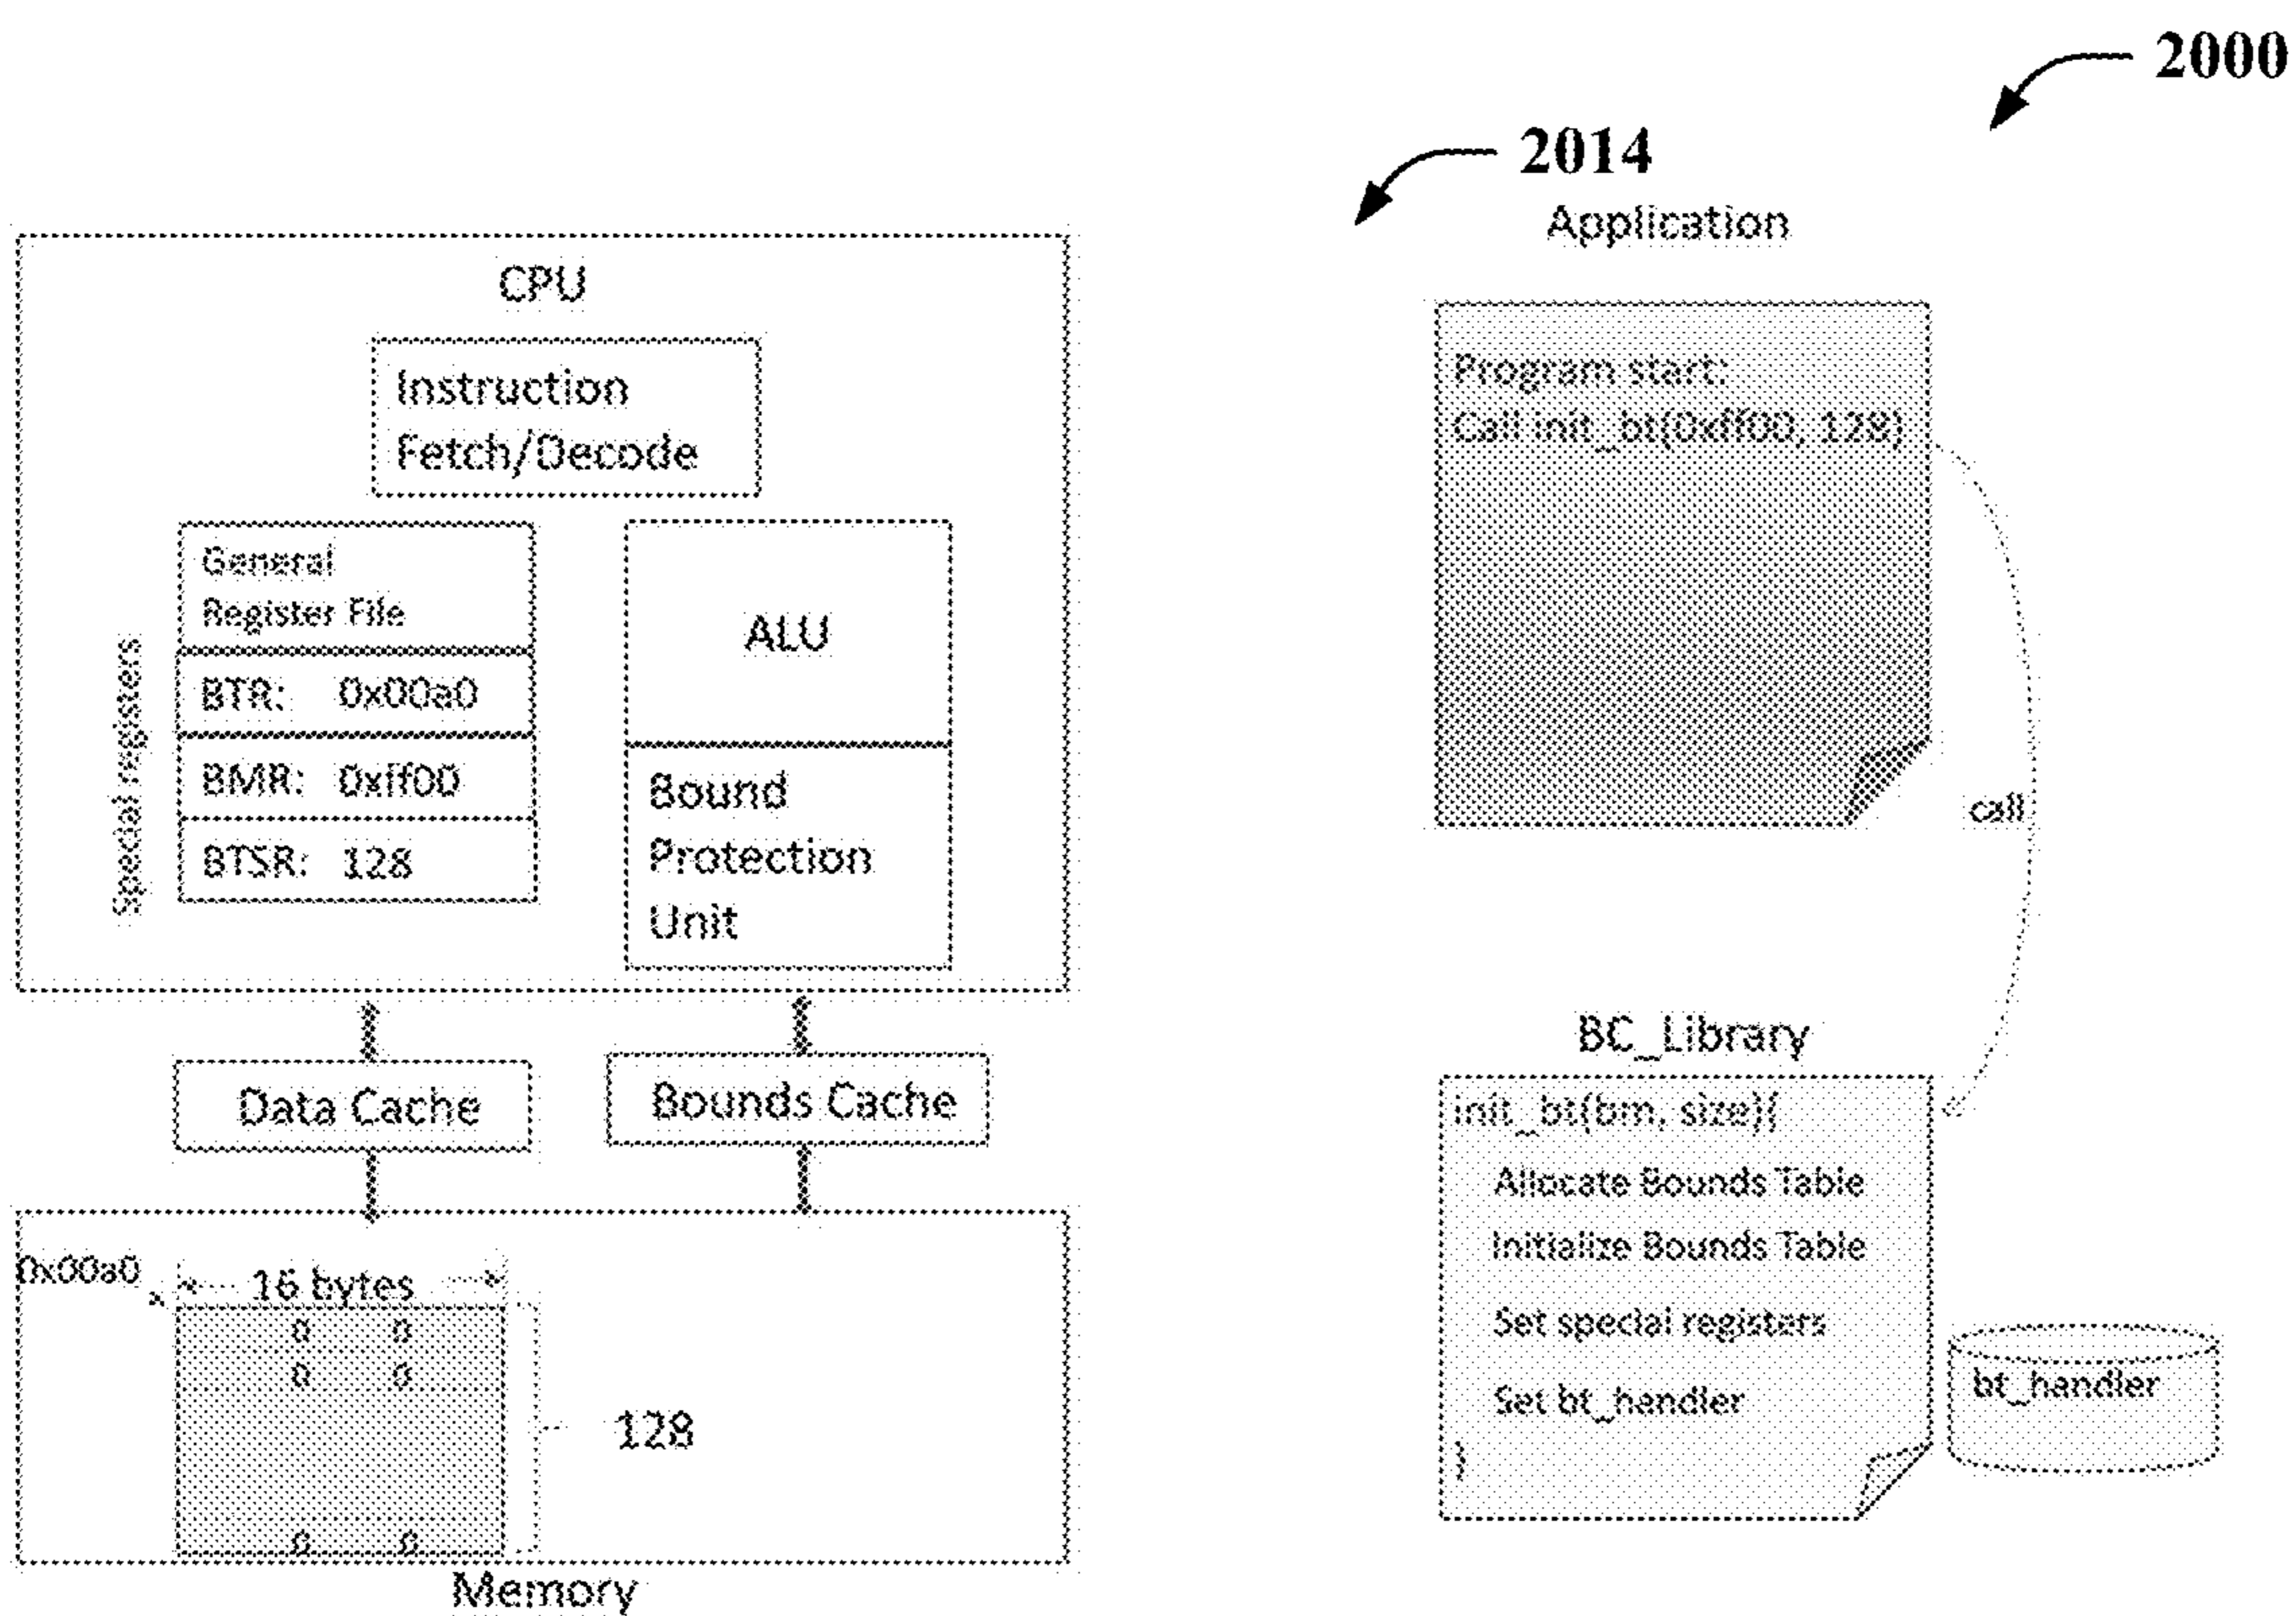 2000
2014
Application
CPU
Instruction
Fetch/Decode
General
Register File
BTR: 0x00a0
BMR: 0xff00
BTSR: 128
Special registers
ALU
Bound
Protection
Unit
Data Cache
Bounds Cache
0x00a0
16 bytes
0 0
0 0
0 0
128
Memory
Program start:
Call init_bt(0xff00, 128)
call
BC_Library
init_bt(bm, size){
Allocate Bounds Table
Initialize Bounds Table
Set special registers
Set bt_handler
}
bt_handler